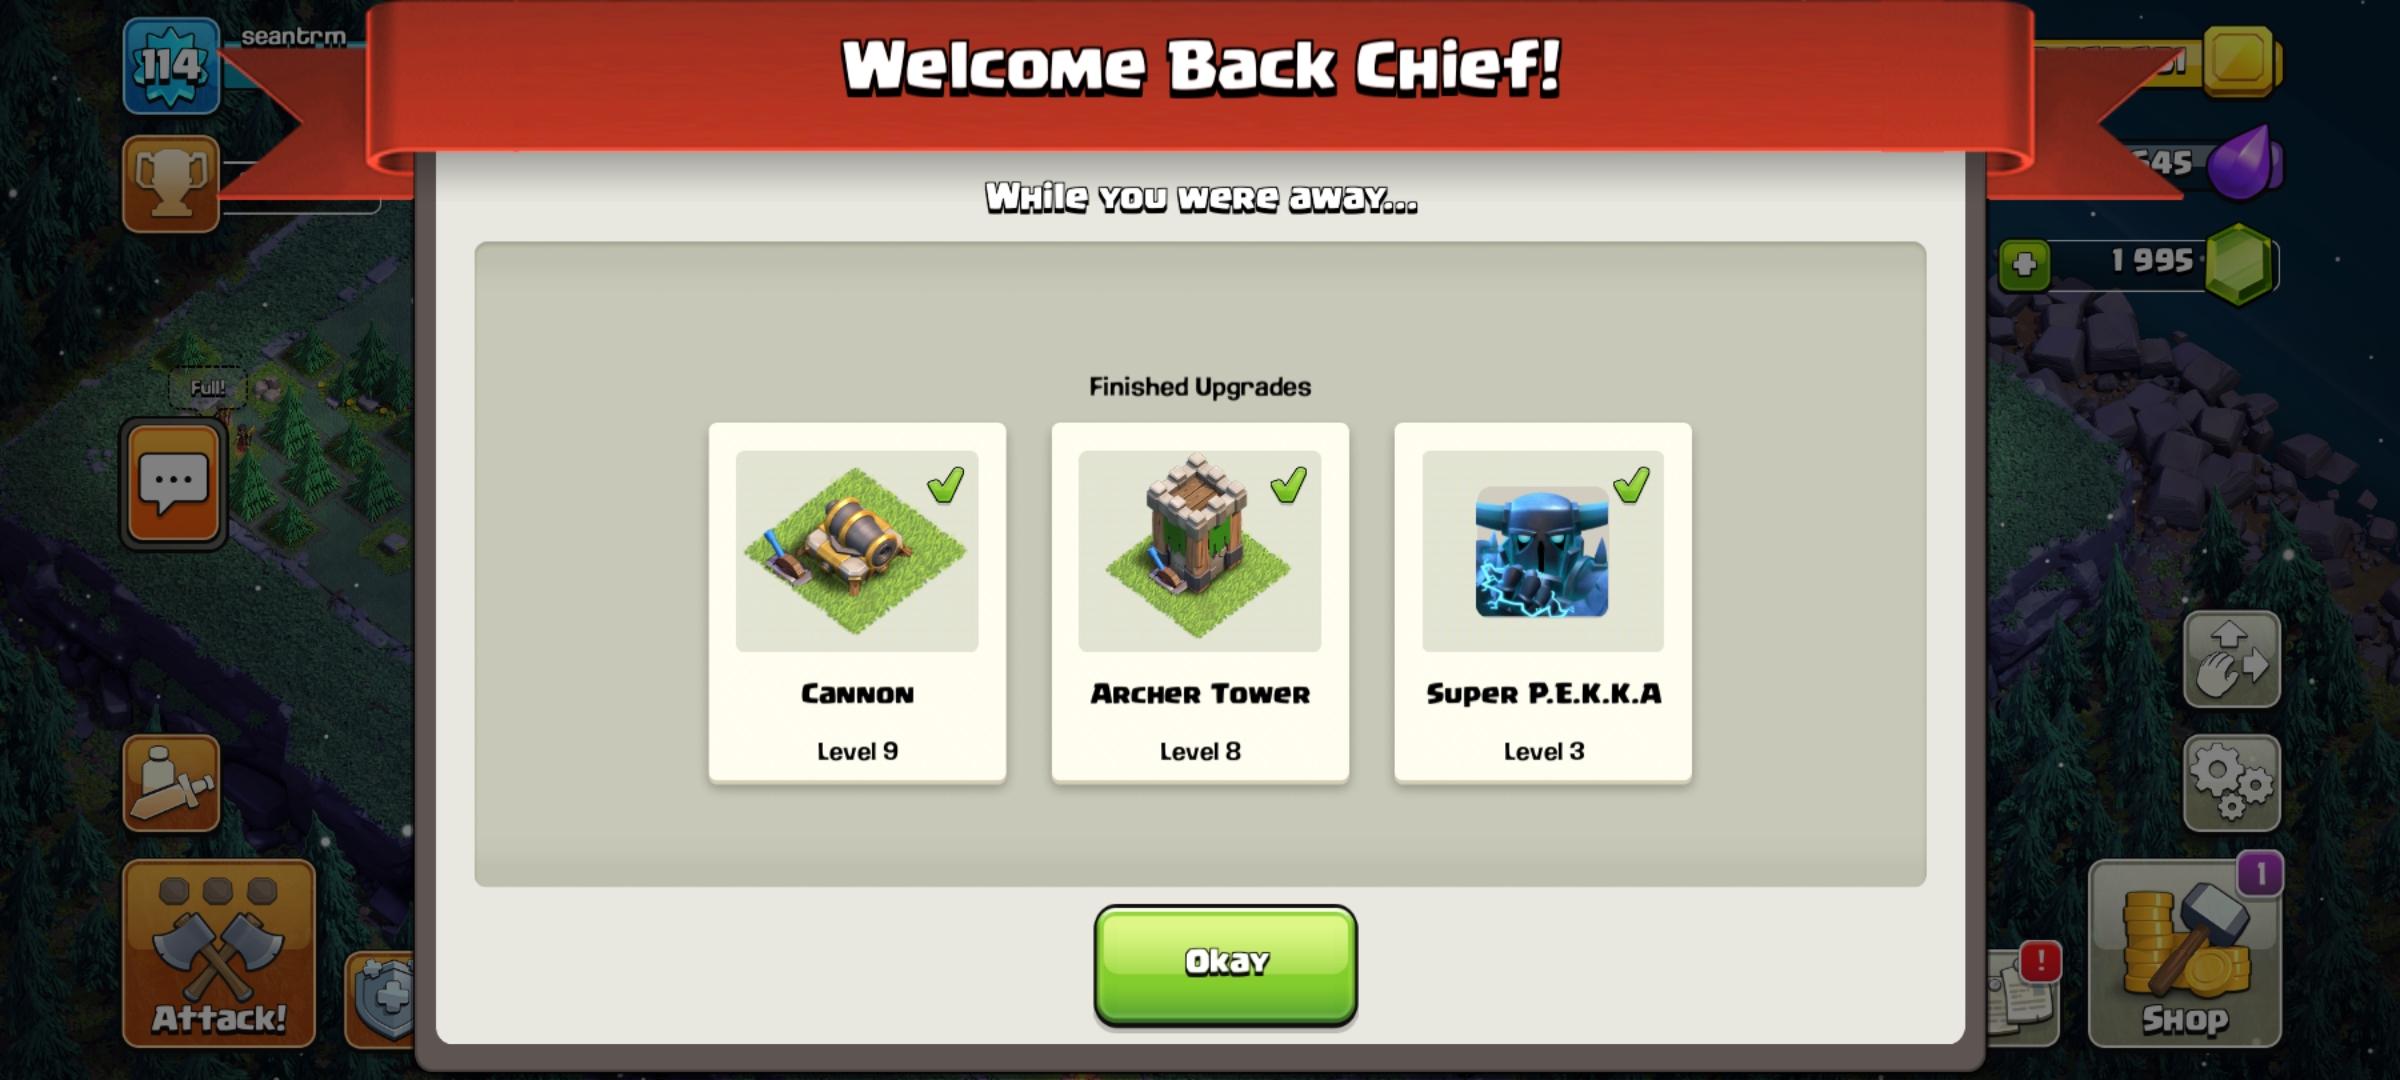 114
seantrm
Welcome Back Chief!
While you were away...
1 995
Full!
Finished Upgrades
Cannon
Level 9
Archer Tower
Level 8
Super P.E.K.K.A
Level 3
Okay
Attack!
!
1
Shop